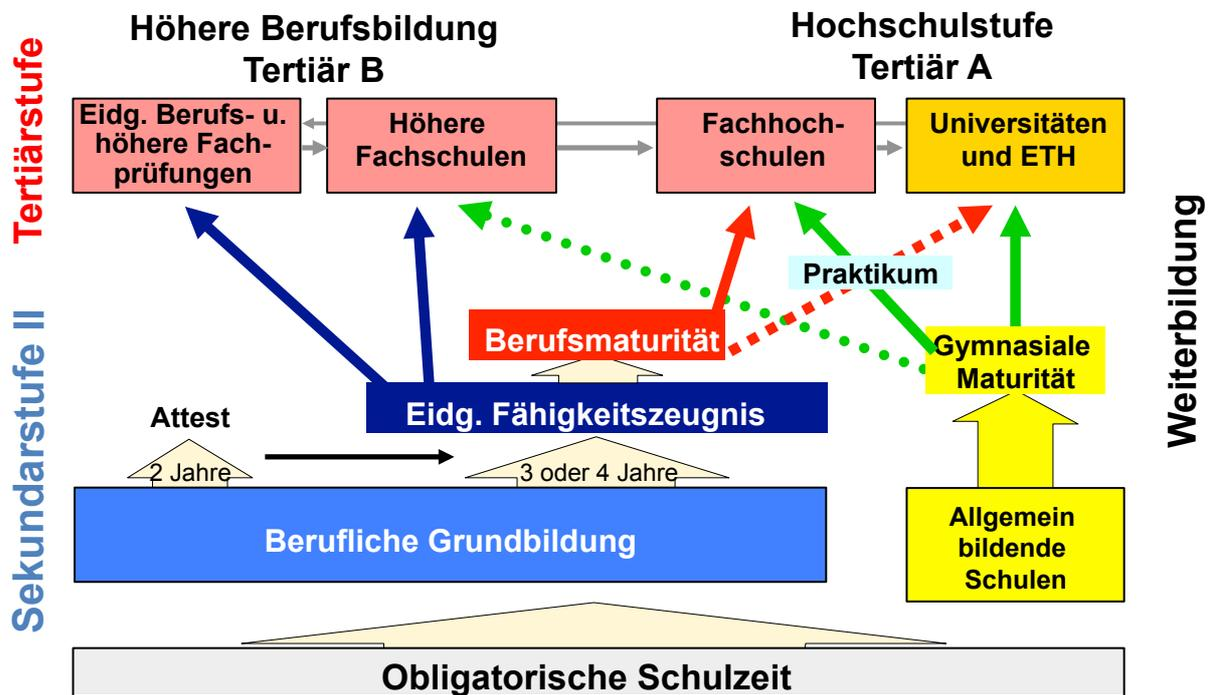 Höhere Berufsbildung
Tertiär B
Hochschulstufe
Tertiär A
Tertiärstufe
Eidg. Berufs- u.
höhere Fach-
prüfungen
Höhere
Fachschulen
Fachhoch-
schulen
Universitäten
und ETH
Weiterbildung
Praktikum
Berufsmaturität
Gymnasiale
Maturität
Eidg. Fähigkeitszeugnis
Sekundarstufe II
Attest
2 Jahre
3 oder 4 Jahre
Berufliche Grundbildung
Allgemein
bildende
Schulen
Obligatorische Schulzeit